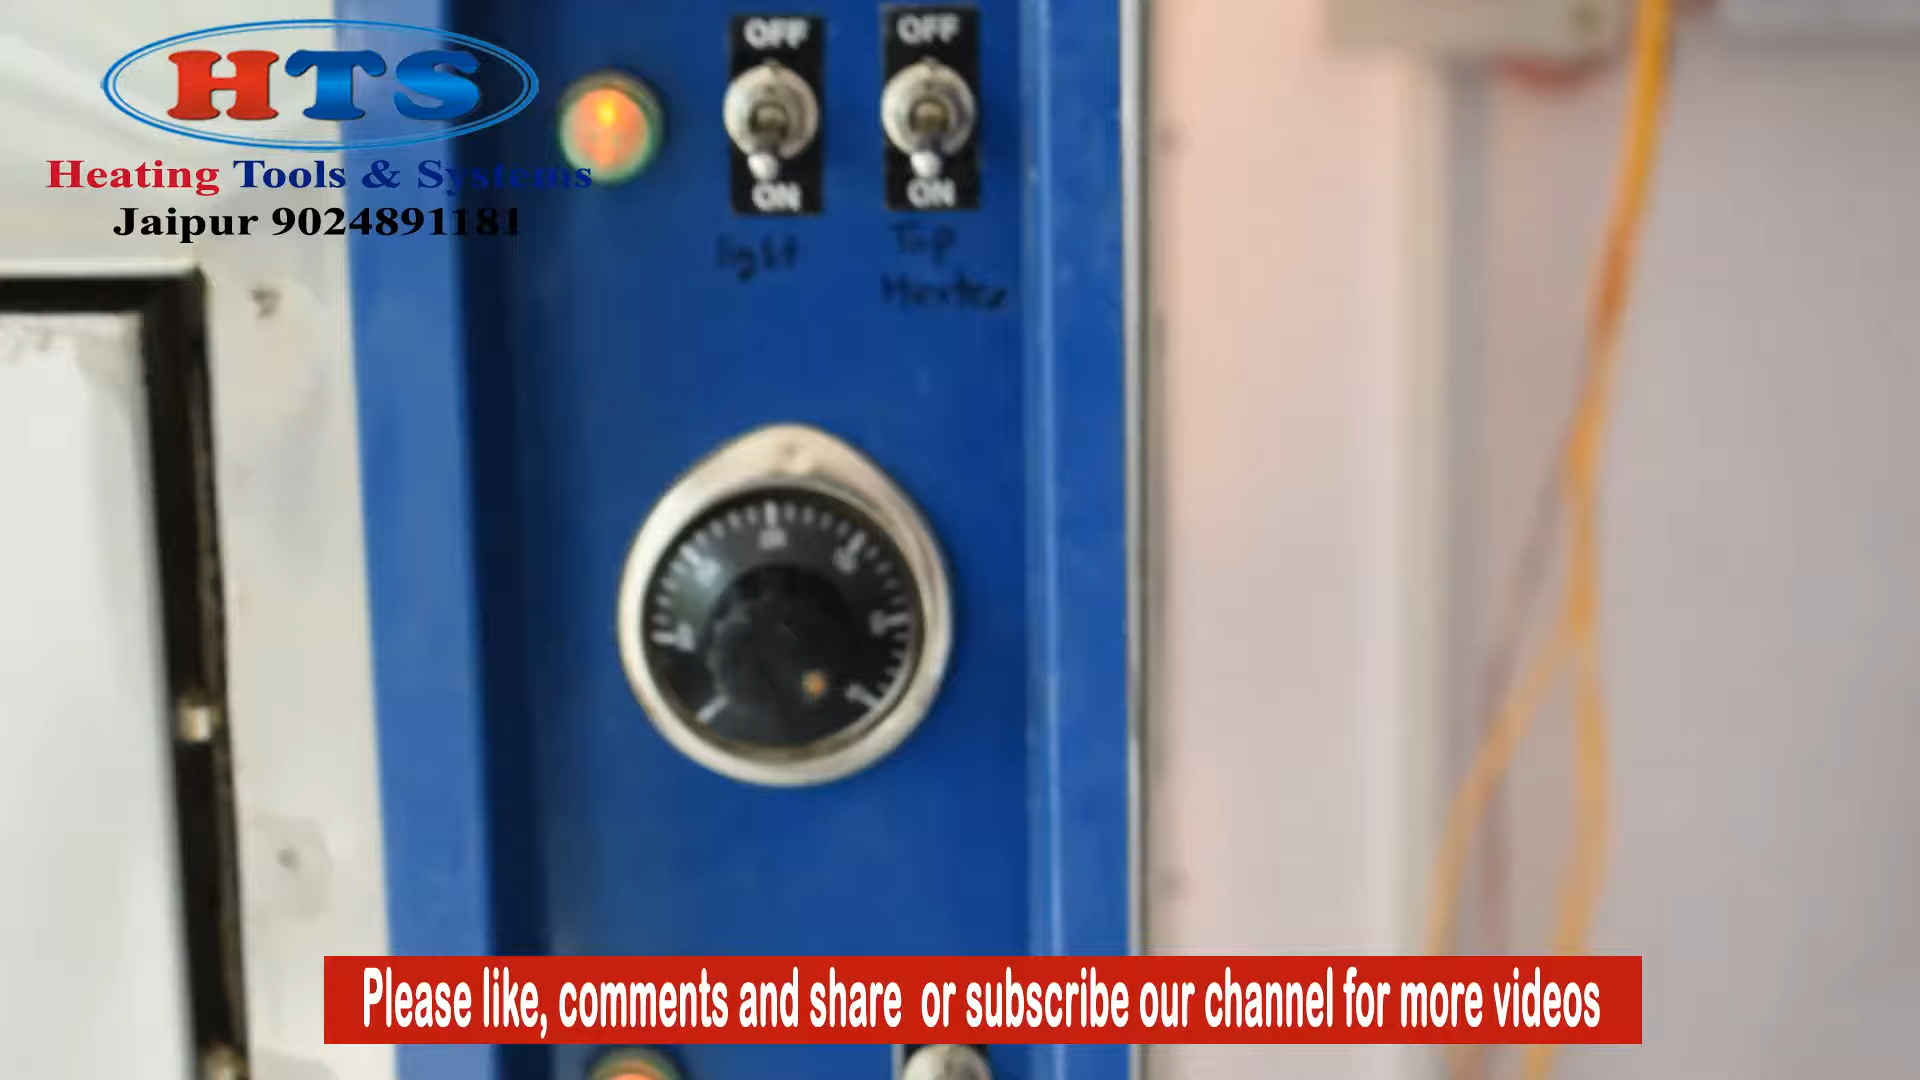 HTS
Heating Tools & Systems
Jaipur 9024891181
OFF
OFF
ON
ON
light
Top
Heater
Please like, comments and share or subscribe our channel for more videos